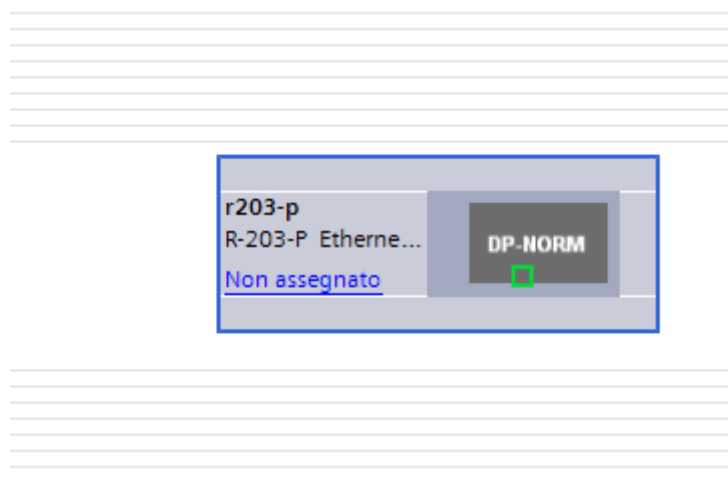 r203-p
R-203-P Etherne...
Non assegnato
DP-NORM